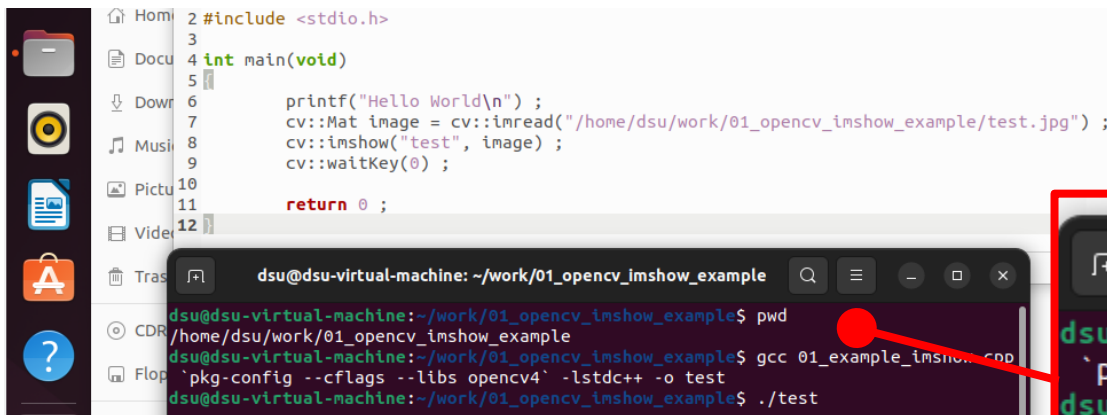 Hom
Docu
Down
Musi
Pictu
Vide
Tras
CDR
Flop
2 #include <stdio.h>
3
4 int main(void)
5 {
6 printf("Hello World\n") ;
7 cv::Mat image = cv::imread("/home/dsu/work/01_opencv_imshow_example/test.jpg") ;
8 cv::imshow("test", image) ;
9 cv::waitKey(0) ;
10
11 return 0 ;
12 }
dsu@dsu-virtual-machine: ~/work/01_opencv_imshow_example
dsu@dsu-virtual-machine:~/work/01_opencv_imshow_example$ pwd
/home/dsu/work/01_opencv_imshow_example
dsu@dsu-virtual-machine:~/work/01_opencv_imshow_example$ gcc 01_example_imshow.cpp
`pkg-config --cflags --libs opencv4` -lstdc++ -o test
dsu@dsu-virtual-machine:~/work/01_opencv_imshow_example$ ./test
dsu
`p
dsu